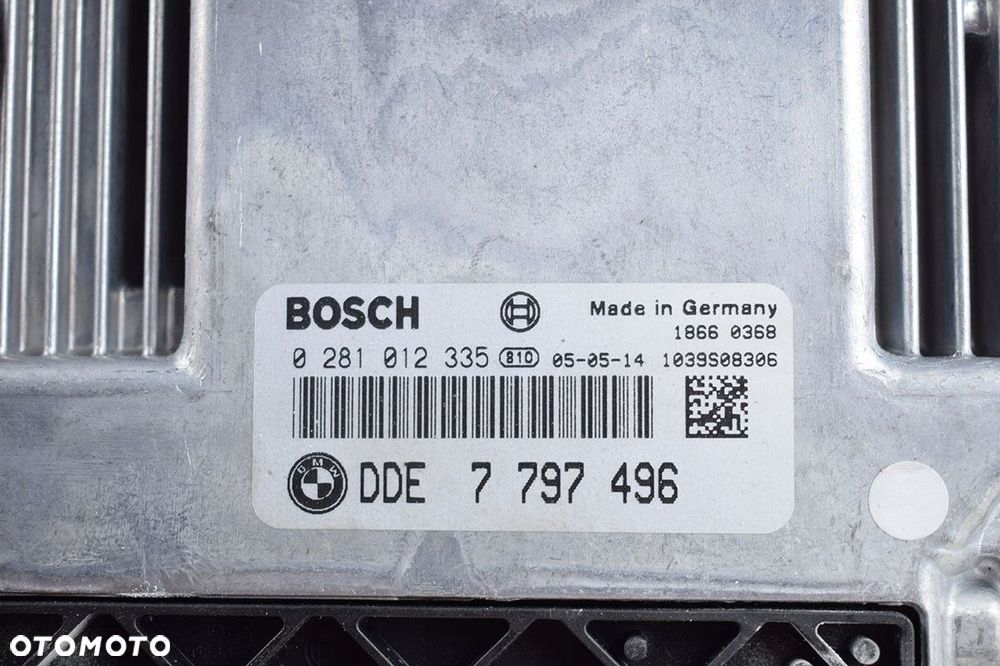 BOSCH Made in Germany
1866 0368
0 281 012 335 810 05-05-14 1039S08306
BMW DDE 7 797 496
OTOMOTO